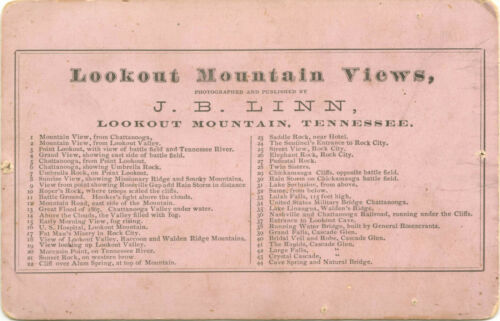 Lookout Mountain Views,
PHOTOGRAPHED AND PUBLISHED BY
J. B. LINN,
LOOKOUT MOUNTAIN, TENNESSEE.
1 Mountain View, from Chattanooga,
2 Mountain View, from Lookout Valley.
3 Point Lookout, with view of battle field and Tennessee River.
4 Grand View, showing east side of battle field.
5 Chattanooga, from Point Lookout.
6 Chattanooga, showing Umbrella Rock.
7 Umbrella Rock, on Point Lookout.
8 Sunrise View, showing Missionary Ridge and Smoky Mountains.
9 View from point showing Rossville Gap and Rain Storm in distance
10 Roper's Rock, where troops scaled the cliffs.
11 Battle Ground. Hooker's fight above the clouds.
12 Mountain Road, east side of the Mountain.
13 Great Flood of 1867, Chattanooga Valley under water.
14 Above the Clouds, the Valley filled with fog.
15 Early Morning View, fog rising.
16 U. S. Hospital, Lookout Mountain.
17 Fat Man's Misery in Rock City.
18 View of Lookout Valley, Raccoon and Walden Ridge Mountains.
19 View looking up Lookout Valley.
20 Moccasin Point, on Tennessee River.
21 Sunset Rock, on western brow.
22 Cliff over Alum Spring, at top of Mountain.
23 Saddle Rock, near Hotel.
24 The Sentinel's Entrance to Rock City.
25 Street View, Rock City.
26 Elephant Rock, Rock City.
27 Pedestal Rock.
28 Twin Sisters.
29 Chickamauga Cliffs, opposite battle field.
30 Rain Storm on Chickamauga battle field.
31 Lake Seclusion, from above.
32 Same, from below.
33 Lulah Falls, 115 feet high.
34 United States Military Bridge Chattanooga.
35 Lake Linnagua, Walden's Ridge.
36 Nashville and Chattanooga Railroad, running under the Cliffs.
37 Entrance to Lookout Cave.
38 Running Water Bridge, built by General Roscerantz.
39 Grand Falls, Cascade Glen.
40 Bridal Veil and Robe, Cascade Glen.
41 The Rapids, Cascade Glen.
42 Large Falls, "
43 Crystal Cascade, "
44 Cave Spring and Natural Bridge.